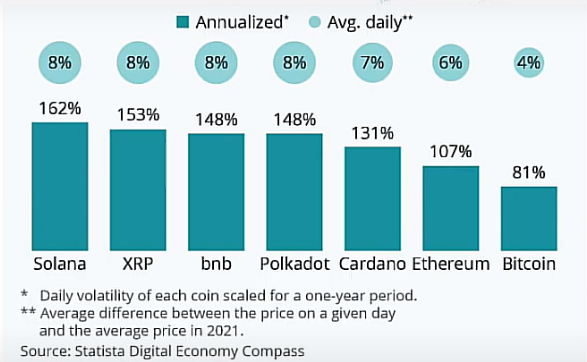 Annualized* Avg. daily**
8% 8% 8% 8% 7% 6% 4%
162% 153% 148% 148% 131% 107% 81%
Solana XRP bnb Polkadot Cardano Ethereum Bitcoin
* Daily volatility of each coin scaled for a one-year period.
** Average difference between the price on a given day
and the average price in 2021.
Source: Statista Digital Economy Compass